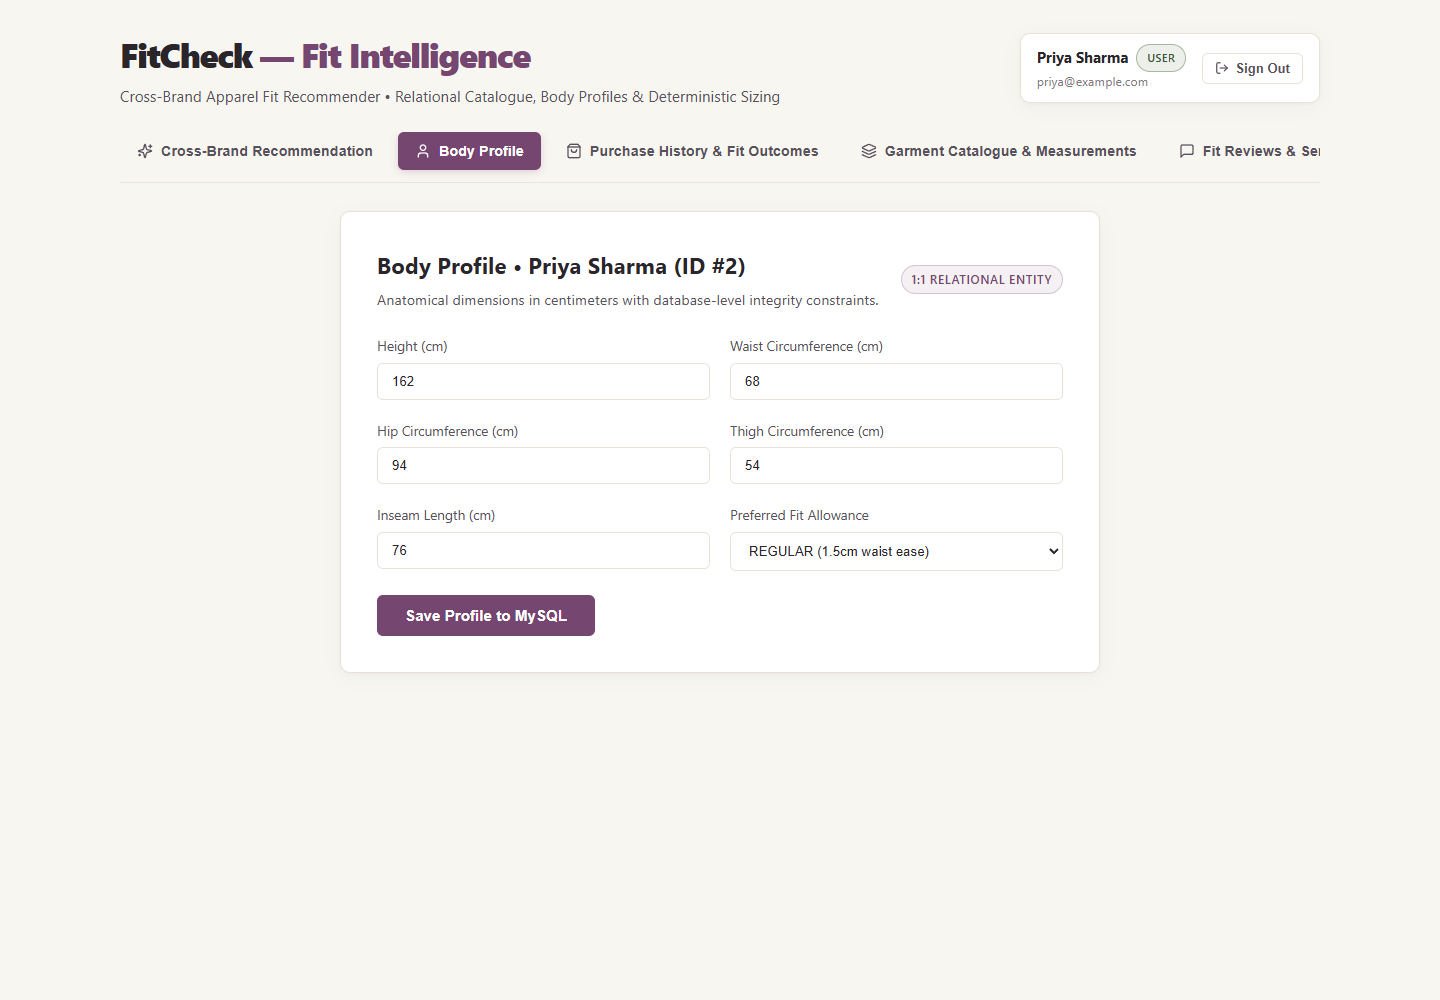 FitCheck — Fit Intelligence
Cross-Brand Apparel Fit Recommender • Relational Catalogue, Body Profiles & Deterministic Sizing
Priya Sharma USER
priya@example.com
Sign Out
Cross-Brand Recommendation
Body Profile
Purchase History & Fit Outcomes
Garment Catalogue & Measurements
Fit Reviews &
Body Profile • Priya Sharma (ID #2)
Anatomical dimensions in centimeters with database-level integrity constraints.
1:1 RELATIONAL ENTITY
Height (cm)
162
Waist Circumference (cm)
68
Hip Circumference (cm)
94
Thigh Circumference (cm)
54
Inseam Length (cm)
76
Preferred Fit Allowance
REGULAR (1.5cm waist ease)
Save Profile to MySQL